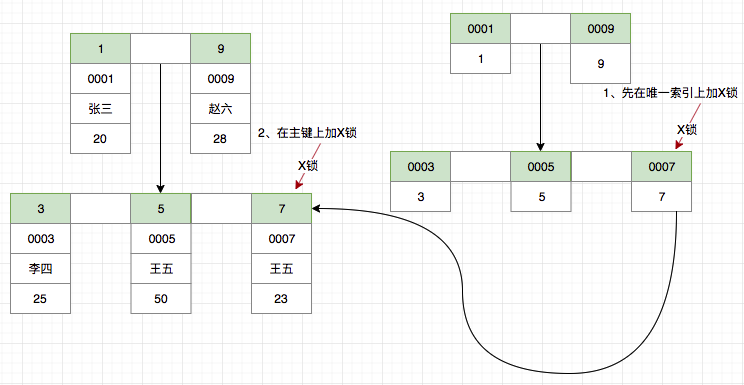 1 9
0001 0009
张三 赵六
20 28
0001 0009
1 9
1、先在唯一索引上加X锁
X锁
2、在主键上加X锁
X锁
0003 0005 0007
3 5 7
3 5 7
0003 0005 0007
李四 王五 王五
25 50 23